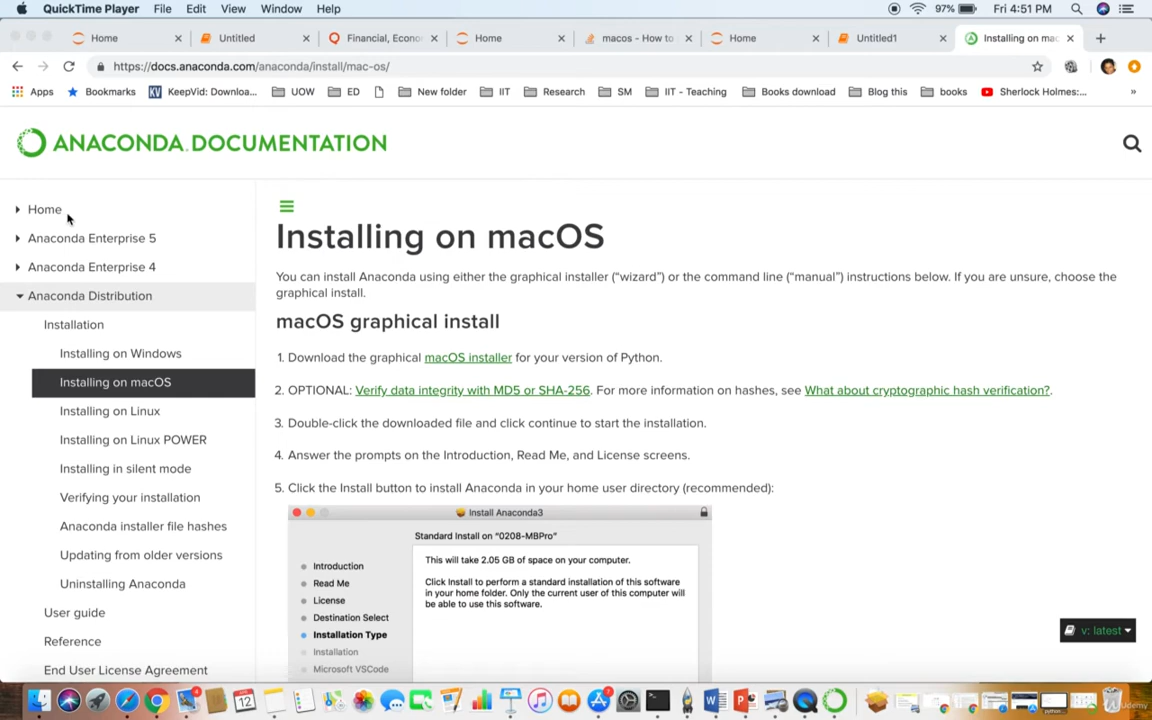 QuickTime Player File Edit View Window Help 97% Fri 4:51 PM
Home Untitled Financial, Econo Home macos - How to Home Untitled1 Installing on mac
https://docs.anaconda.com/anaconda/install/mac-os/
Apps Bookmarks KeepVid: Downloa... UOW ED New folder IIT Research SM IIT - Teaching Books download Blog this books Sherlock Holmes:... »
ANACONDA DOCUMENTATION
Home
Anaconda Enterprise 5
Anaconda Enterprise 4
Anaconda Distribution
Installation
Installing on Windows
Installing on macOS
Installing on Linux
Installing on Linux POWER
Installing in silent mode
Verifying your installation
Anaconda installer file hashes
Updating from older versions
Uninstalling Anaconda
User guide
Reference
End User License Agreement
Installing on macOS
You can install Anaconda using either the graphical installer (“wizard”) or the command line (“manual”) instructions below. If you are unsure, choose the
graphical install.
macOS graphical install
1. Download the graphical macOS installer for your version of Python.
2. OPTIONAL: Verify data integrity with MD5 or SHA-256. For more information on hashes, see What about cryptographic hash verification?.
3. Double-click the downloaded file and click continue to start the installation.
4. Answer the prompts on the Introduction, Read Me, and License screens.
5. Click the Install button to install Anaconda in your home user directory (recommended):
Install Anaconda3
Standard Install on “0208-MBPro”
This will take 2.05 GB of space on your computer.
Click Install to perform a standard installation of this software
in your home folder. Only the current user of this computer will
be able to use this software.
Introduction
Read Me
License
Destination Select
Installation Type
Installation
Microsoft VSCode
v: latest
12
Udemy